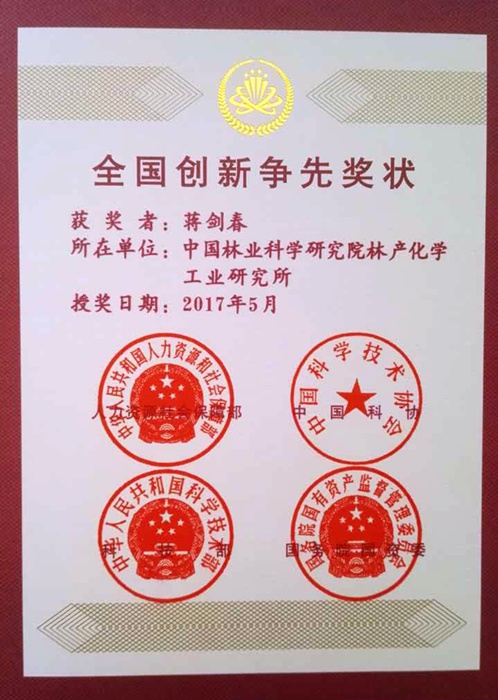 全国创新争先奖状
获奖者：蒋剑春
所在单位：中国林业科学研究院林产化学
工业研究所
授奖日期：2017年5月
中华人民共和国人力资源和社会保障部
人力资源社会保障部
中国科学技术协会
中国科协
中华人民共和国科学技术部
科技部
国务院国有资产监督管理委员会
国务院国资委